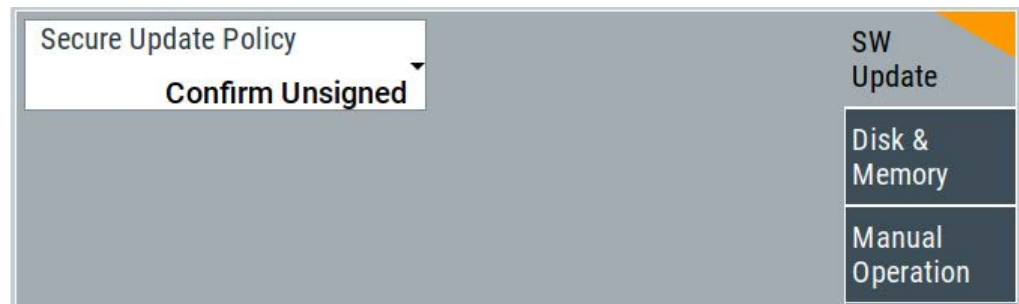 Secure Update Policy
Confirm Unsigned
SW
Update
Disk &
Memory
Manual
Operation